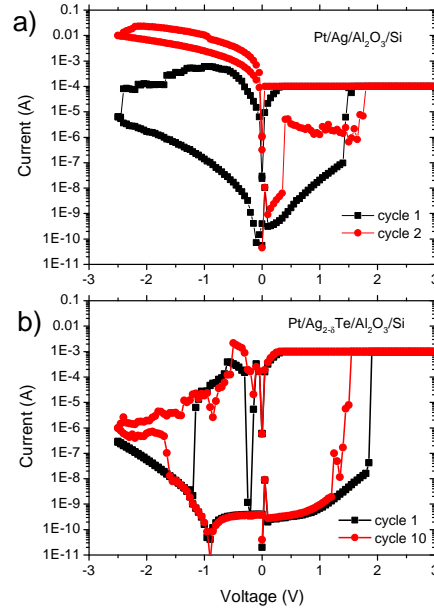 a)
Pt/Ag/Al₂O₃/Si
Current (A)
0.1
0.01
1E-3
1E-4
1E-5
1E-6
1E-7
1E-8
1E-9
1E-10
1E-11
cycle 1
cycle 2
-3 -2 -1 0 1 2 3
b)
Pt/Ag₂₋δTe/Al₂O₃/Si
Current (A)
0.1
0.01
1E-3
1E-4
1E-5
1E-6
1E-7
1E-8
1E-9
1E-10
1E-11
cycle 1
cycle 10
-3 -2 -1 0 1 2 3
Voltage (V)